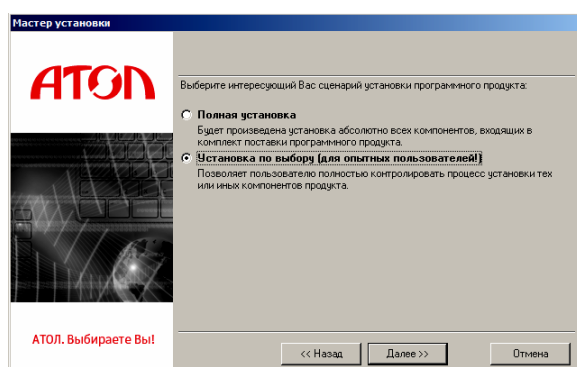 Мастер установки
АТОЛ
Выберите интересующий Вас сценарий установки программного продукта:
Полная установка
Будет произведена установка абсолютно всех компонентов, входящих в
комплект поставки программного продукта.
Установка по выбору (для опытных пользователей!)
Позволяет пользователю полностью контролировать процесс установки тех
или иных компонентов продукта.
АТОЛ. Выбираете Вы!
<< Назад
Далее >>
Отмена